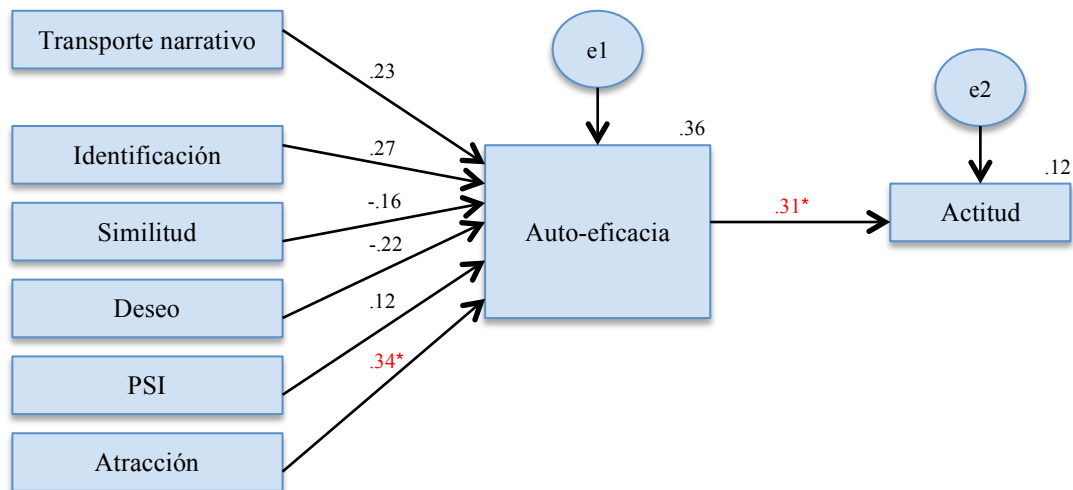 Transporte narrativo
e1
.23
e2
.36
Identificación
.27
.12
-.16
Similitud
Auto-eficacia
.31*
Actitud
-.22
Deseo
.12
.34*
PSI
Atracción